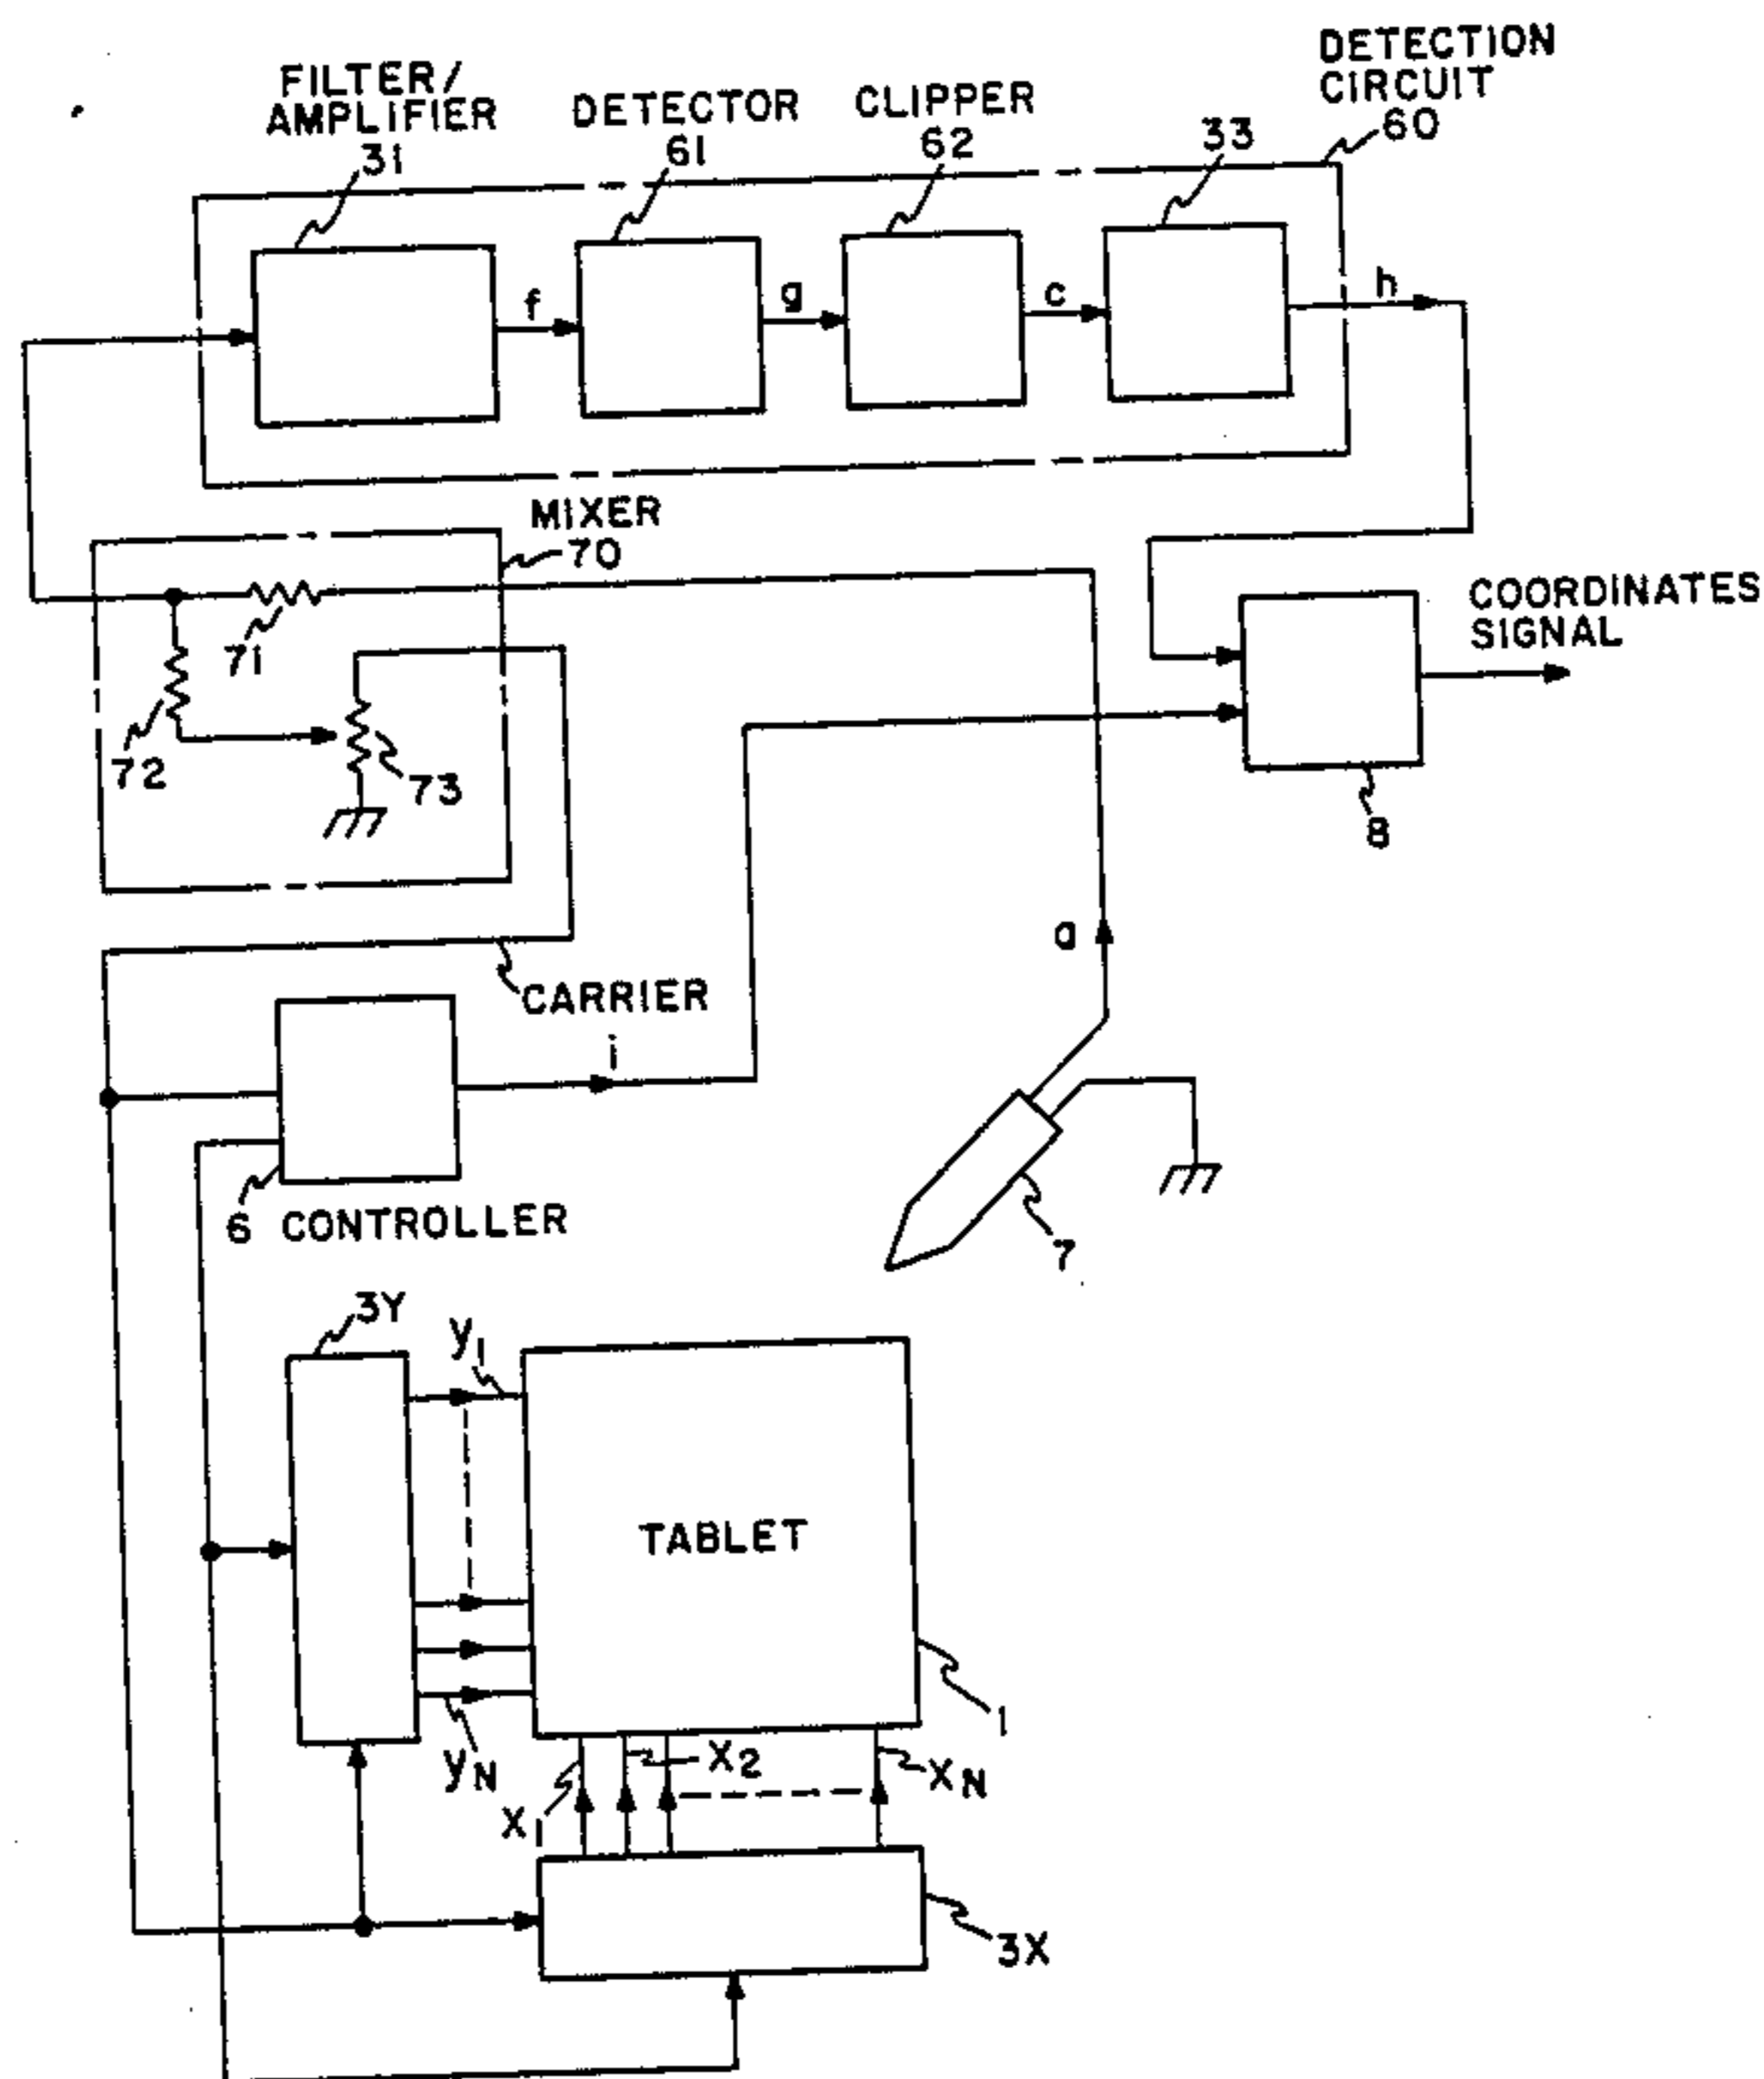 DETECTION
CIRCUIT
60
FILTER/
AMPLIFIER
31
DETECTOR
61
CLIPPER
62
33
f
g
c
h
MIXER
70
71
72
73
COORDINATES
SIGNAL
8
a
CARRIER
i
6 CONTROLLER
7
3Y
y1
TABLET
1
yN
X1
X2
XN
3X